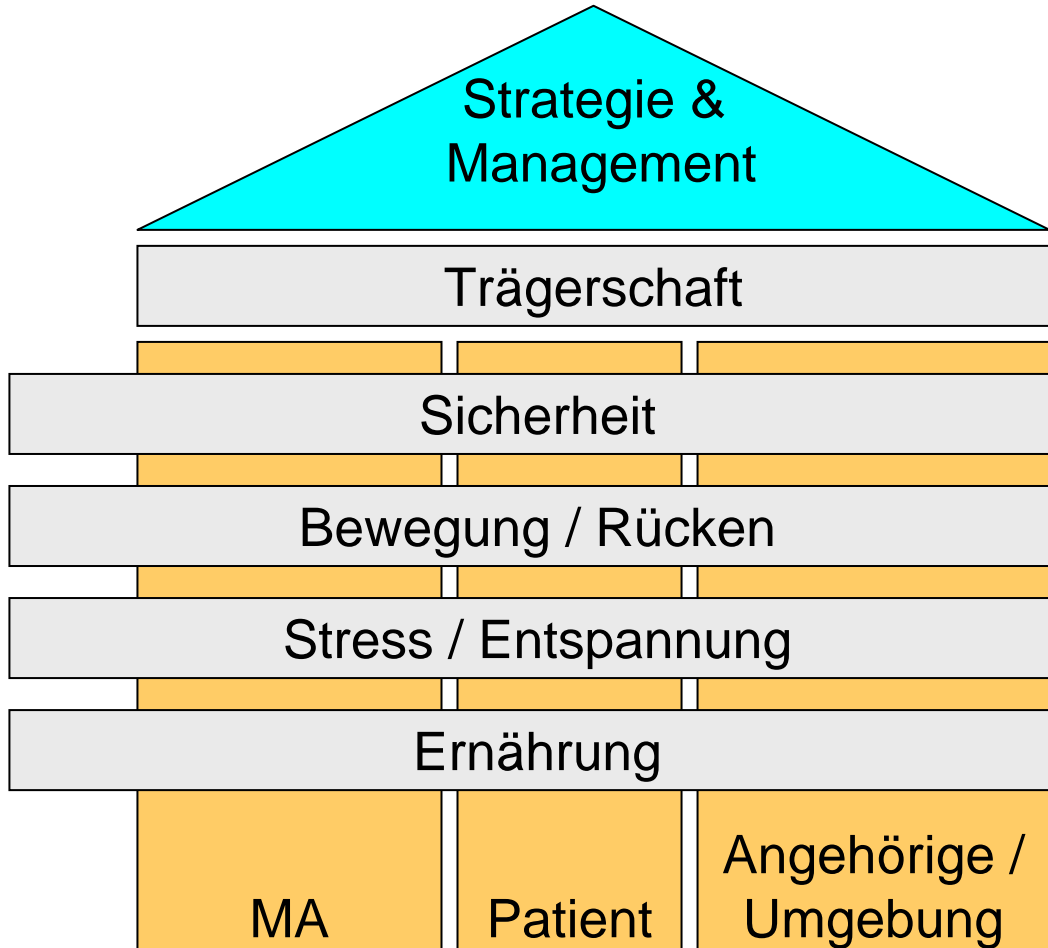 Strategie &
Management
Trägerschaft
Sicherheit
Bewegung / Rücken
Stress / Entspannung
Ernährung
MA
Patient
Angehörige /
Umgebung